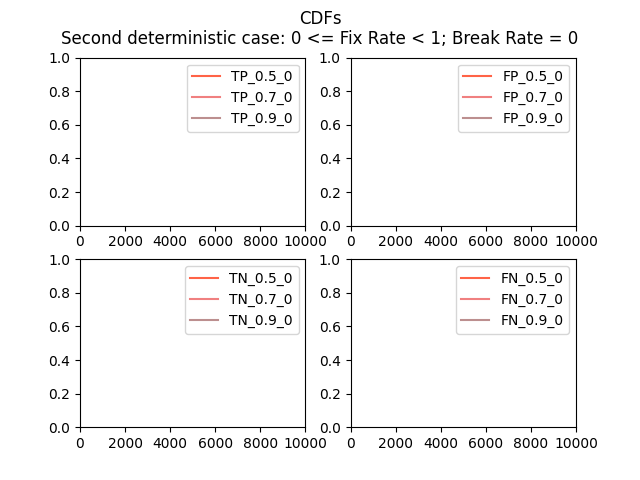 CDFs
Second deterministic case: 0 <= Fix Rate < 1; Break Rate = 0
1.0
0.8
0.6
0.4
0.2
0.0
0 2000 4000 6000 8000 10000
TP_0.5_0
TP_0.7_0
TP_0.9_0
1.0
0.8
0.6
0.4
0.2
0.0
0 2000 4000 6000 8000 10000
FP_0.5_0
FP_0.7_0
FP_0.9_0
1.0
0.8
0.6
0.4
0.2
0.0
0 2000 4000 6000 8000 10000
TN_0.5_0
TN_0.7_0
TN_0.9_0
1.0
0.8
0.6
0.4
0.2
0.0
0 2000 4000 6000 8000 10000
FN_0.5_0
FN_0.7_0
FN_0.9_0